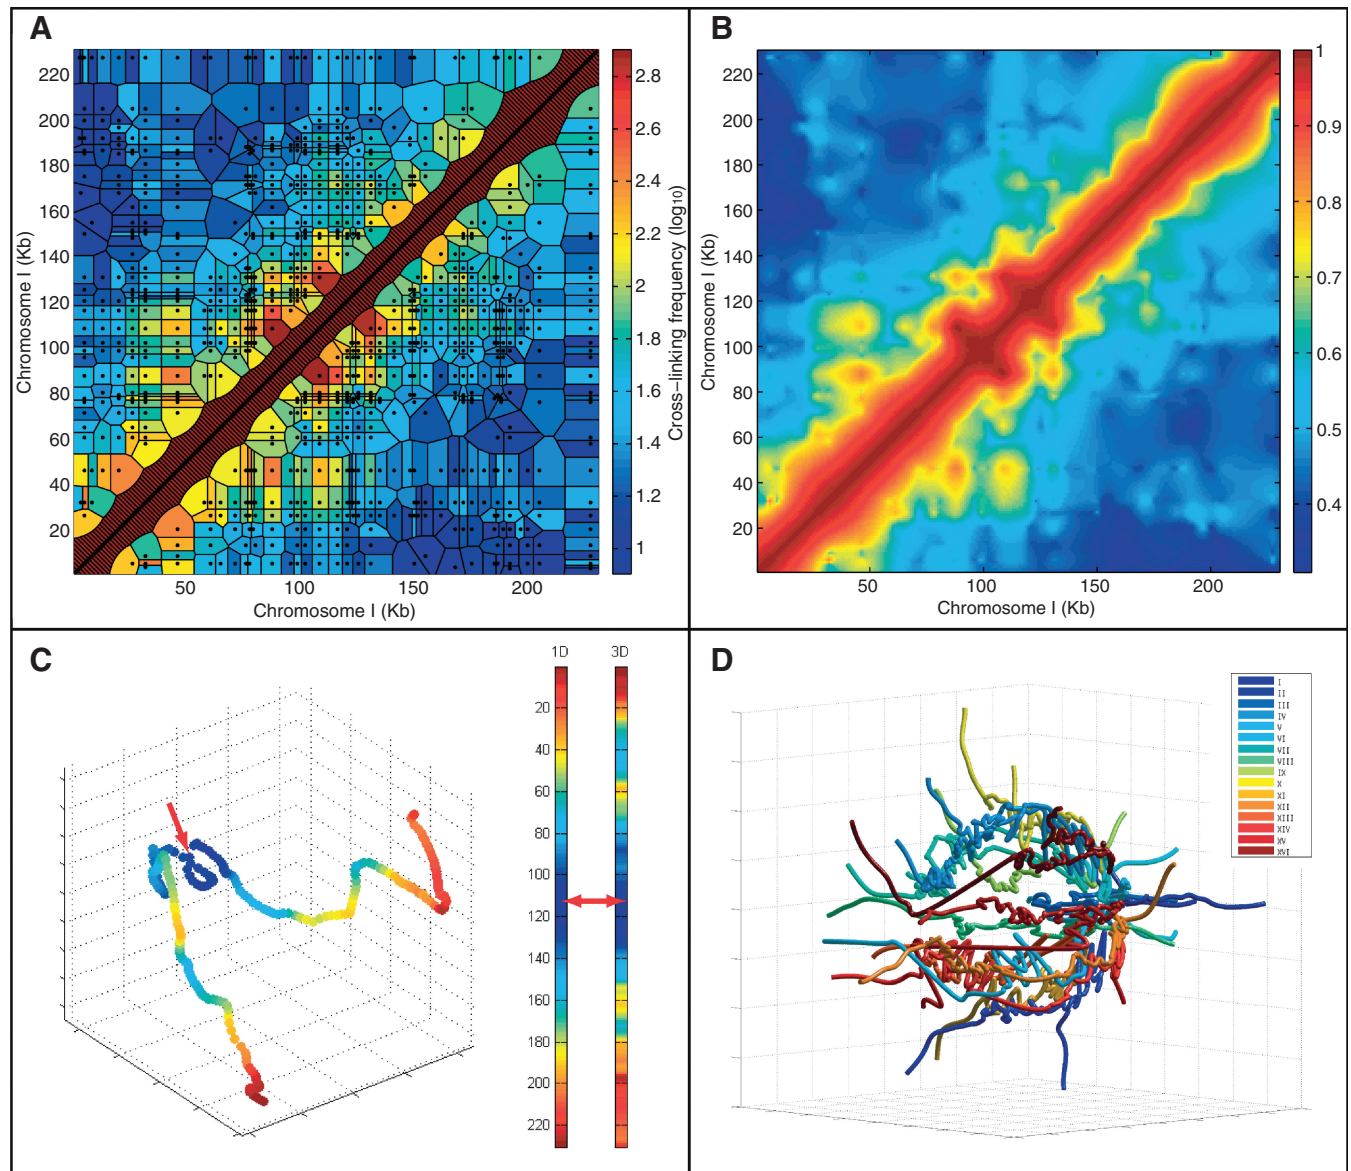 A
220
200
180
160
140
120
100
80
60
40
20
50
100
150
200
Chromosome I (Kb)
Chromosome I (Kb)
2.8
2.6
2.4
2.2
2
1.8
1.6
1.4
1.2
1
Cross–linking frequency (log10)
B
220
200
180
160
140
120
100
80
60
40
20
50
100
150
200
Chromosome I (Kb)
Chromosome I (Kb)
1
0.9
0.8
0.7
0.6
0.5
0.4
C
1D
3D
20
40
60
80
100
120
140
160
180
200
220
D
I
II
III
IV
V
VI
VII
VIII
IX
X
XI
XII
XIII
XIV
XV
XVI